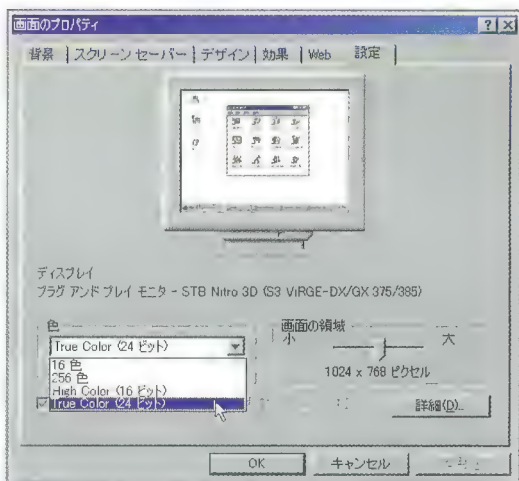 画面のプロパティ
背景 スクリーン セーバー デザイン 効果 Web 設定
ディスプレイ
プラグ アンド プレイ モニタ - STB Nitro 3D (S3 ViRGE-DX/GX 375/385)
色
True Color (24 ビット)
16 色
256 色
High Color (16 ビット)
True Color (24 ビット)
画面の領域
小 大
1024 x 768 ピクセル
詳細(D)...
OK キャンセル